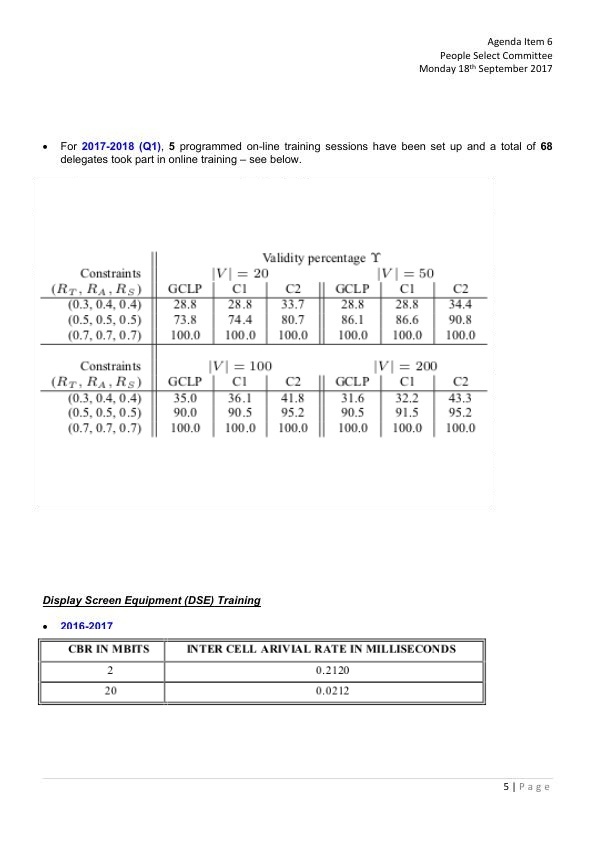 Agenda Item 6
People Select Committee
Monday 18th September 2017
• For 2017-2018 (Q1), 5 programmed on-line training sessions have been set up and a total of 68
delegates took part in online training – see below.
Validity percentage ϒ
Constraints |V| = 20 |V| = 50
(R_T, R_A, R_S) GCLP C1 C2 GCLP C1 C2
(0.3, 0.4, 0.4) 28.8 28.8 33.7 28.8 28.8 34.4
(0.5, 0.5, 0.5) 73.8 74.4 80.7 86.1 86.6 90.8
(0.7, 0.7, 0.7) 100.0 100.0 100.0 100.0 100.0 100.0
Constraints |V| = 100 |V| = 200
(R_T, R_A, R_S) GCLP C1 C2 GCLP C1 C2
(0.3, 0.4, 0.4) 35.0 36.1 41.8 31.6 32.2 43.3
(0.5, 0.5, 0.5) 90.0 90.5 95.2 90.5 91.5 95.2
(0.7, 0.7, 0.7) 100.0 100.0 100.0 100.0 100.0 100.0
Display Screen Equipment (DSE) Training
• 2016-2017
CBR IN MBITS INTER CELL ARIVIAL RATE IN MILLISECONDS
2 0.2120
20 0.0212
5 | Page